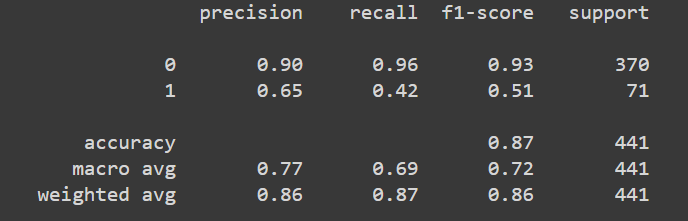 precision recall f1-score support
0 0.90 0.96 0.93 370
1 0.65 0.42 0.51 71
accuracy 0.87 441
macro avg 0.77 0.69 0.72 441
weighted avg 0.86 0.87 0.86 441